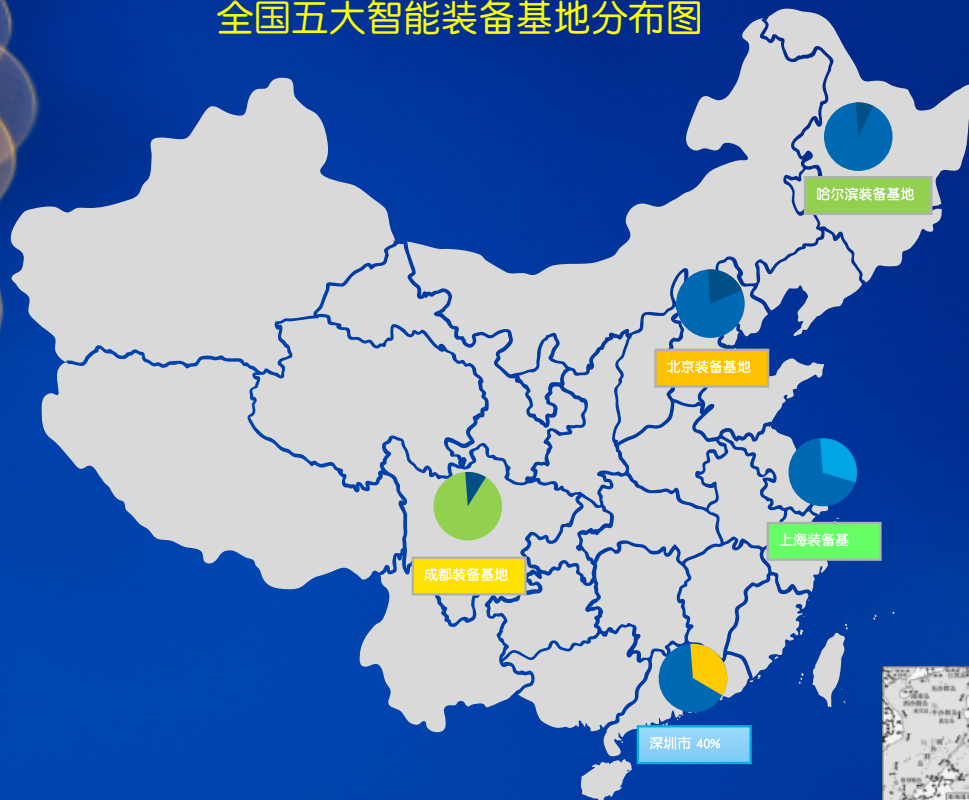 全国五大智能装备基地分布图
哈尔滨装备基地
北京装备基地
上海装备基
成都装备基地
深圳市 40%